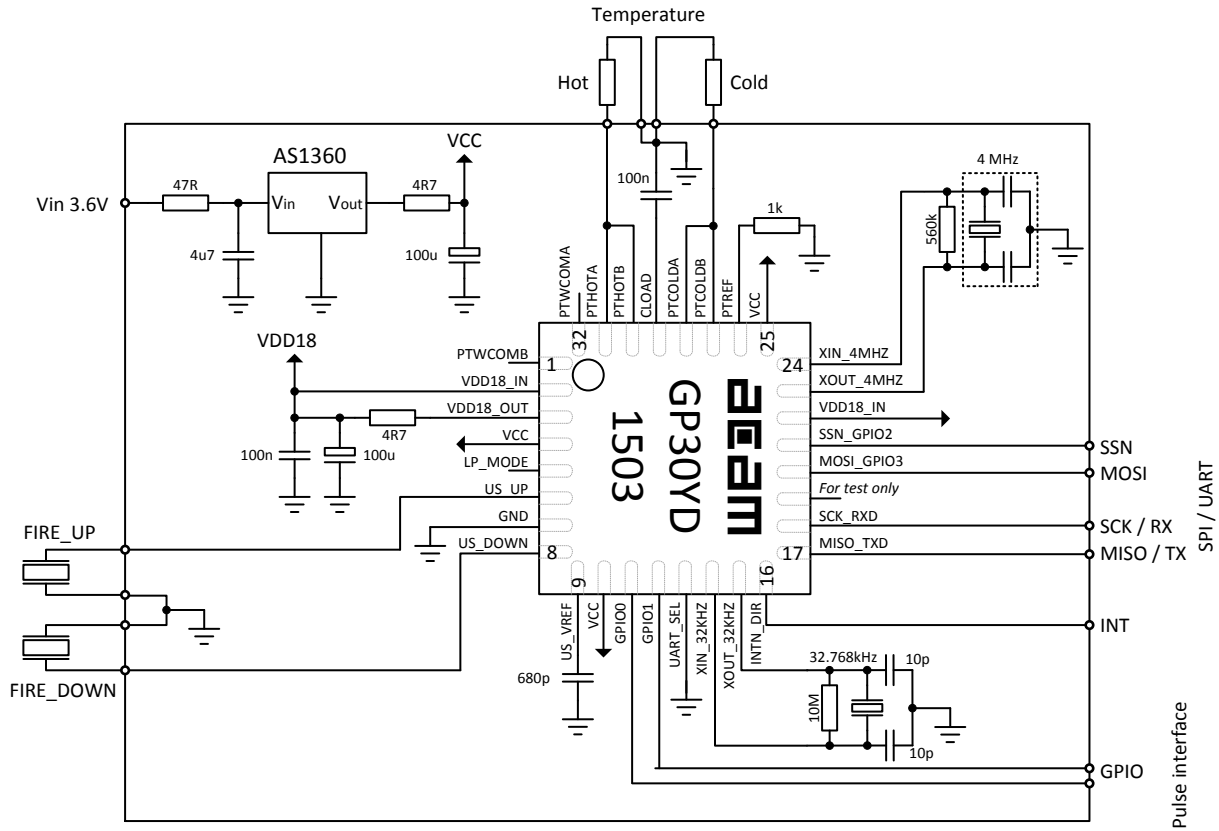 Temperature
Hot
Cold
AS1360
VCC
Vin 3.6V
47R
Vin
Vout
4R7
4u7
100u
100n
1k
4 MHz
560k
PTWCOMA
PTHOTA
PTHOTB
CLOAD
PTCOLDA
PTCOLDB
PTREF
VCC
32
25
VDD18
PTWCOMB
1
24
XIN_4MHZ
VDD18_IN
XOUT_4MHZ
VDD18_OUT
VDD18_IN
4R7
100n
100u
VCC
SSN_GPIO2
SSN
LP_MODE
MOSI_GPIO3
MOSI
US_UP
For test only
GND
SCK_RXD
SCK / RX
US_DOWN
8
17
MISO_TXD
MISO / TX
SPI / UART
acam
GP30YD
1503
FIRE_UP
FIRE_DOWN
9
16
US_VREF
VCC
GPIO0
GPIO1
UART_SEL
XIN_32KHZ
XOUT_32KHZ
INTN_DIR
INT
680p
32.768kHz
10p
10M
10p
GPIO
Pulse interface